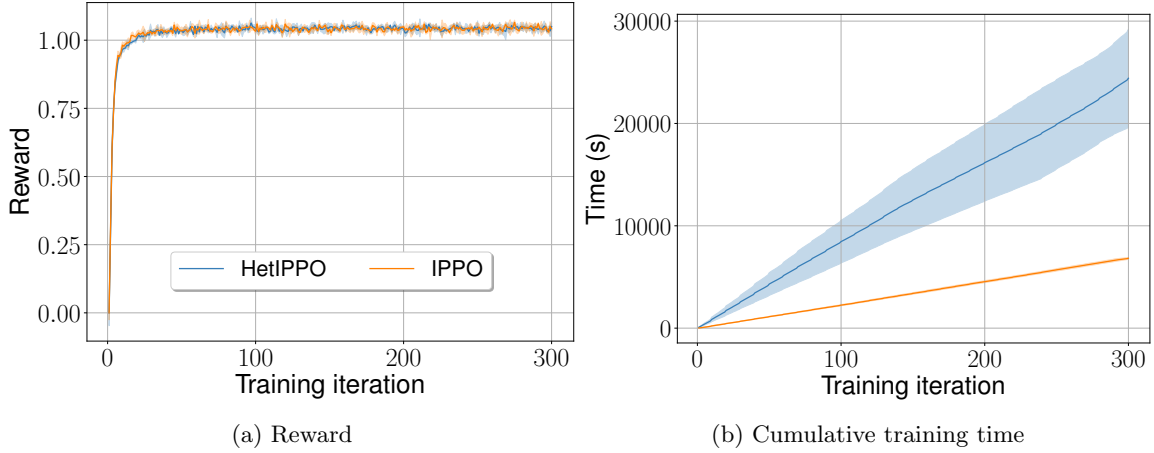 1.00
0.75
0.50
0.25
0.00
Reward
HetIPPO
IPPO
0
100
200
300
Training iteration
(a) Reward
30000
20000
10000
0
Time (s)
0
100
200
300
Training iteration
(b) Cumulative training time